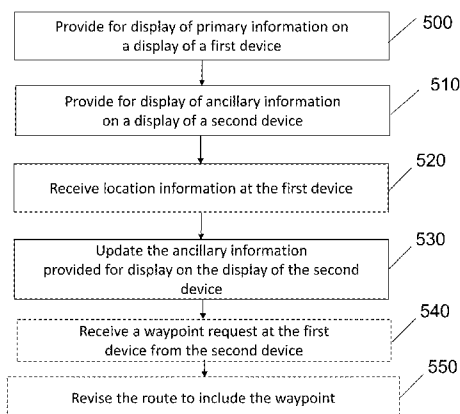 Provide for display of primary information on
a display of a first device
500
Provide for display of ancillary information
on a display of a second device
510
Receive location information at the first device
520
Update the ancillary information
provided for display on the display of the second
device
530
Receive a waypoint request at the first
device from the second device
540
Revise the route to include the waypoint
550